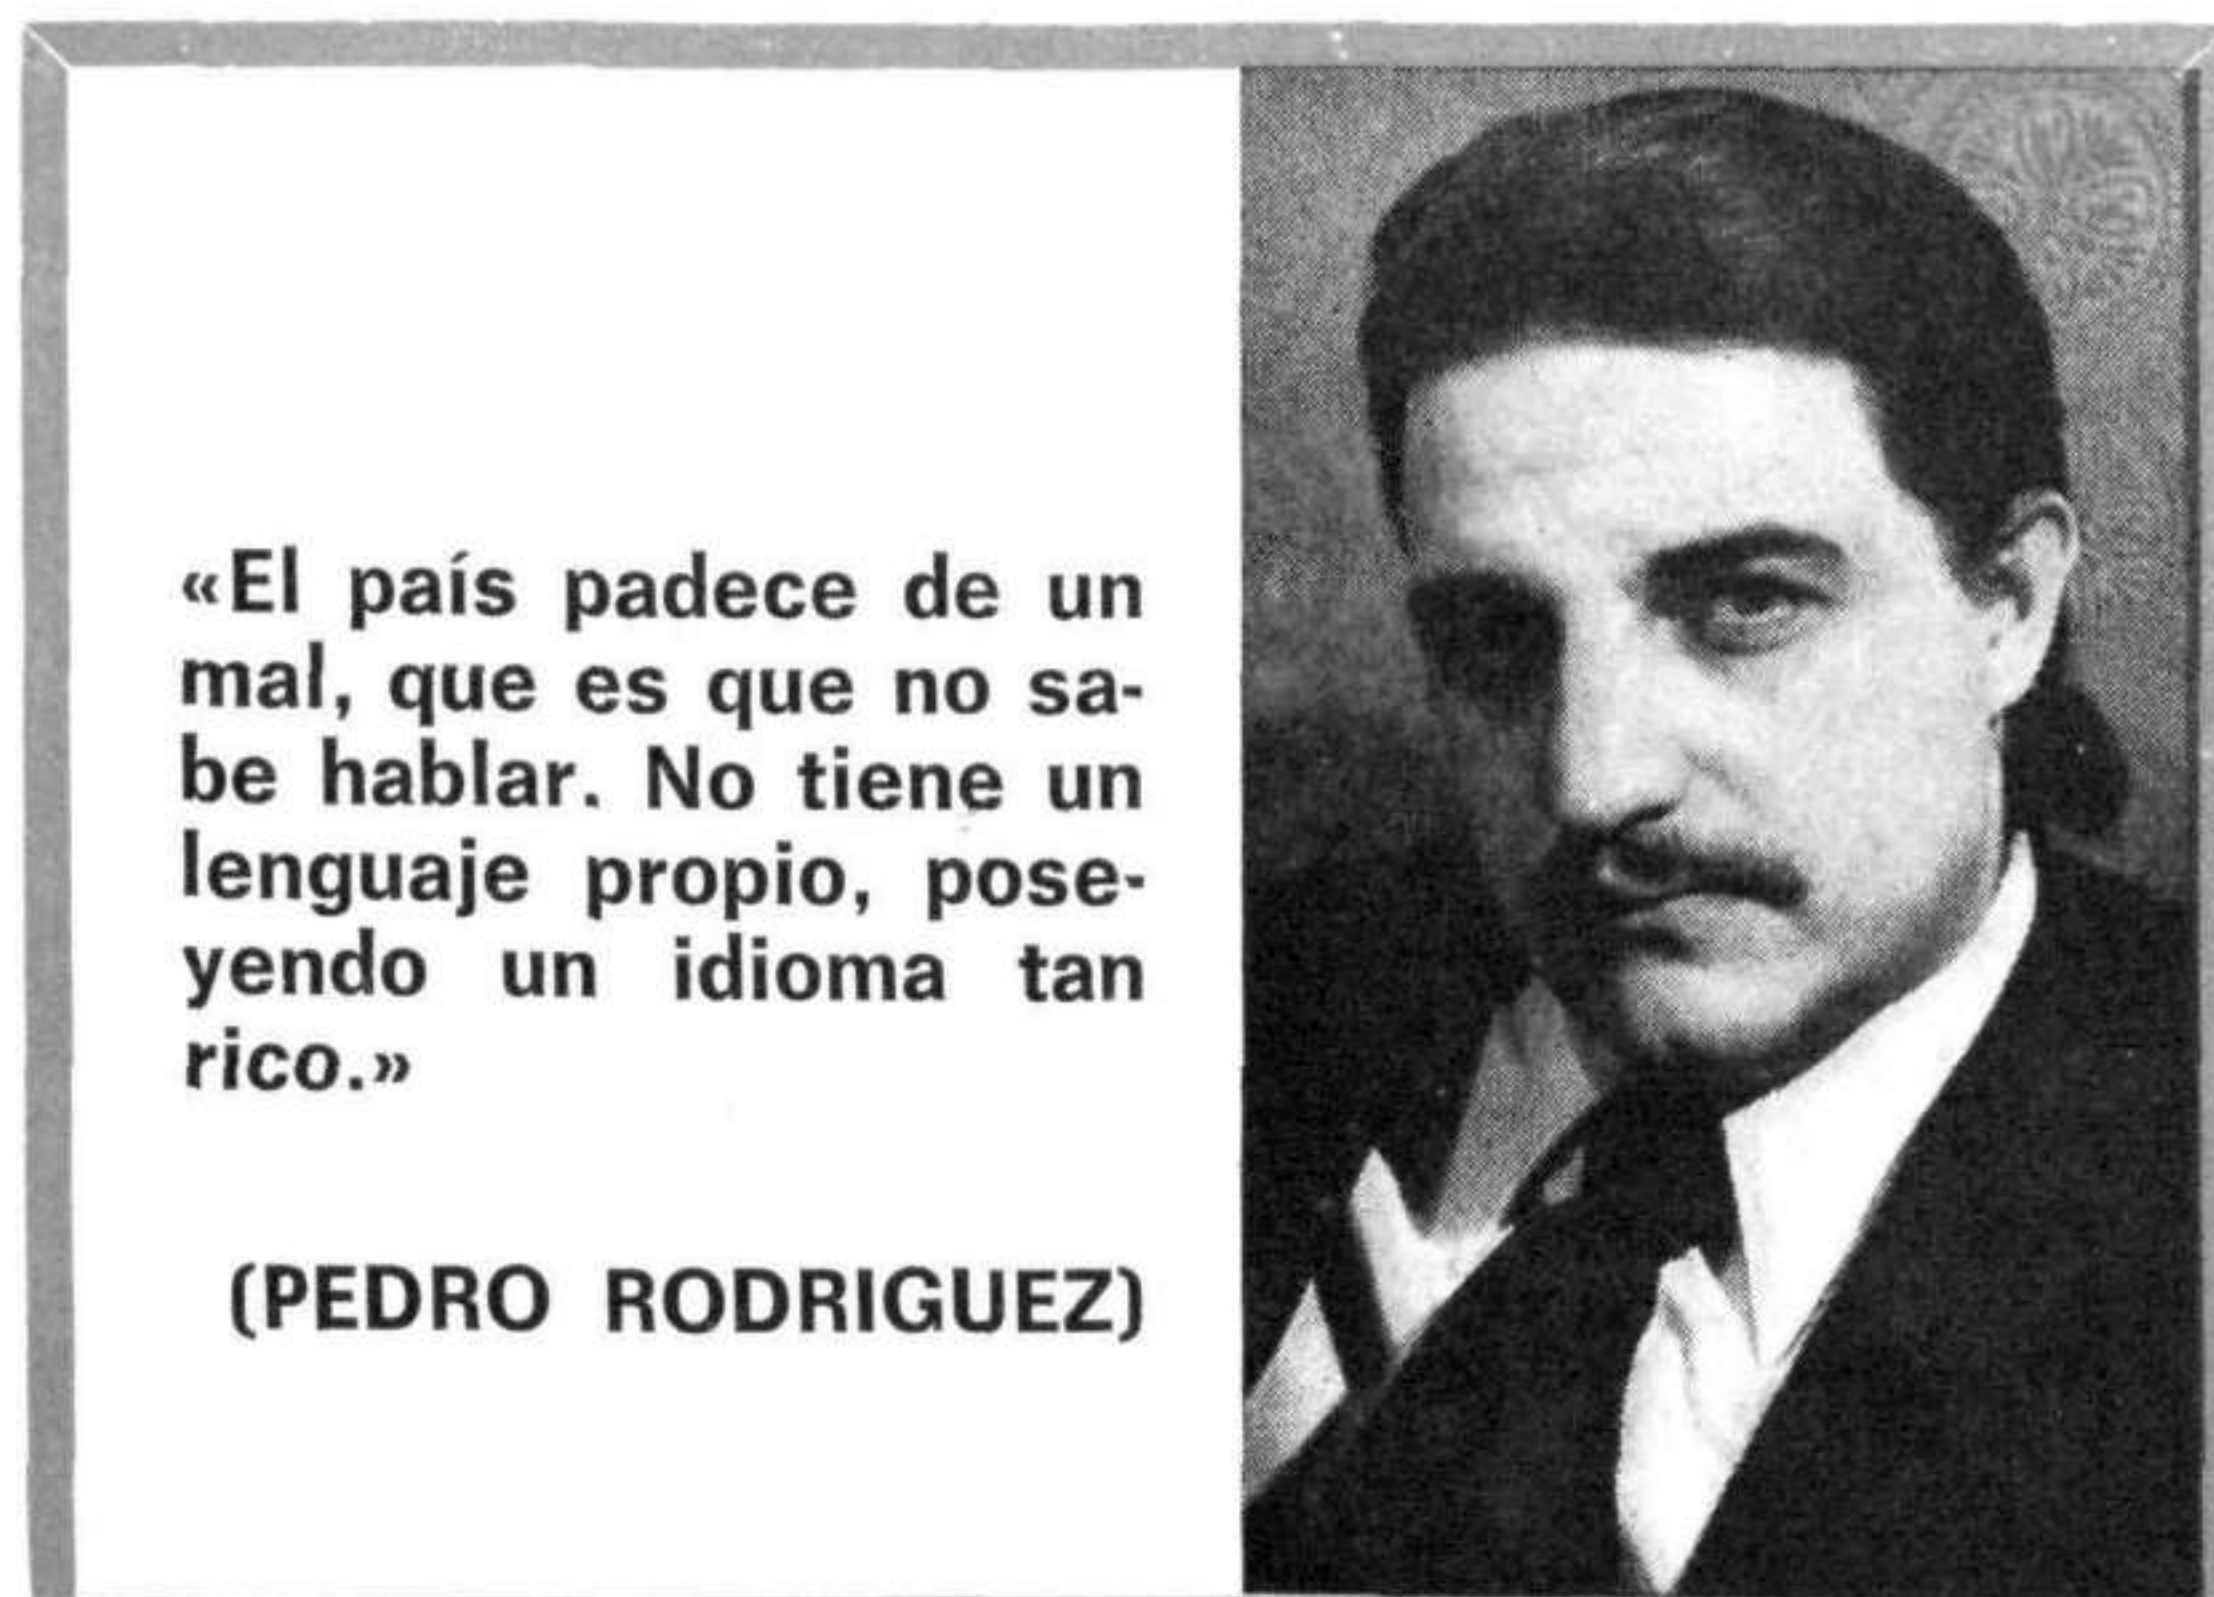 «El país padece de un
mal, que es que no sa-
be hablar. No tiene un
lenguaje propio, pose-
yendo un idioma tan
rico.»
(PEDRO RODRIGUEZ)